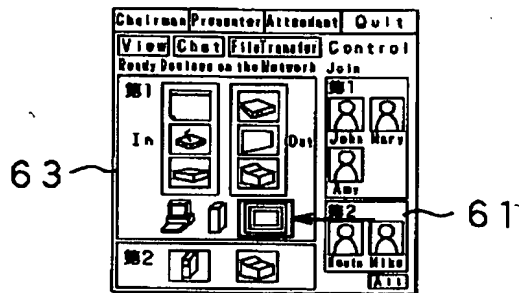 Chairman Presenter Attendant Quit
View Chat FileTransfer Control
Ready Devices on the Network Join
第1 第1
In Out John Mary
63
Amy
第2 61
Kevin Mike
第2
All